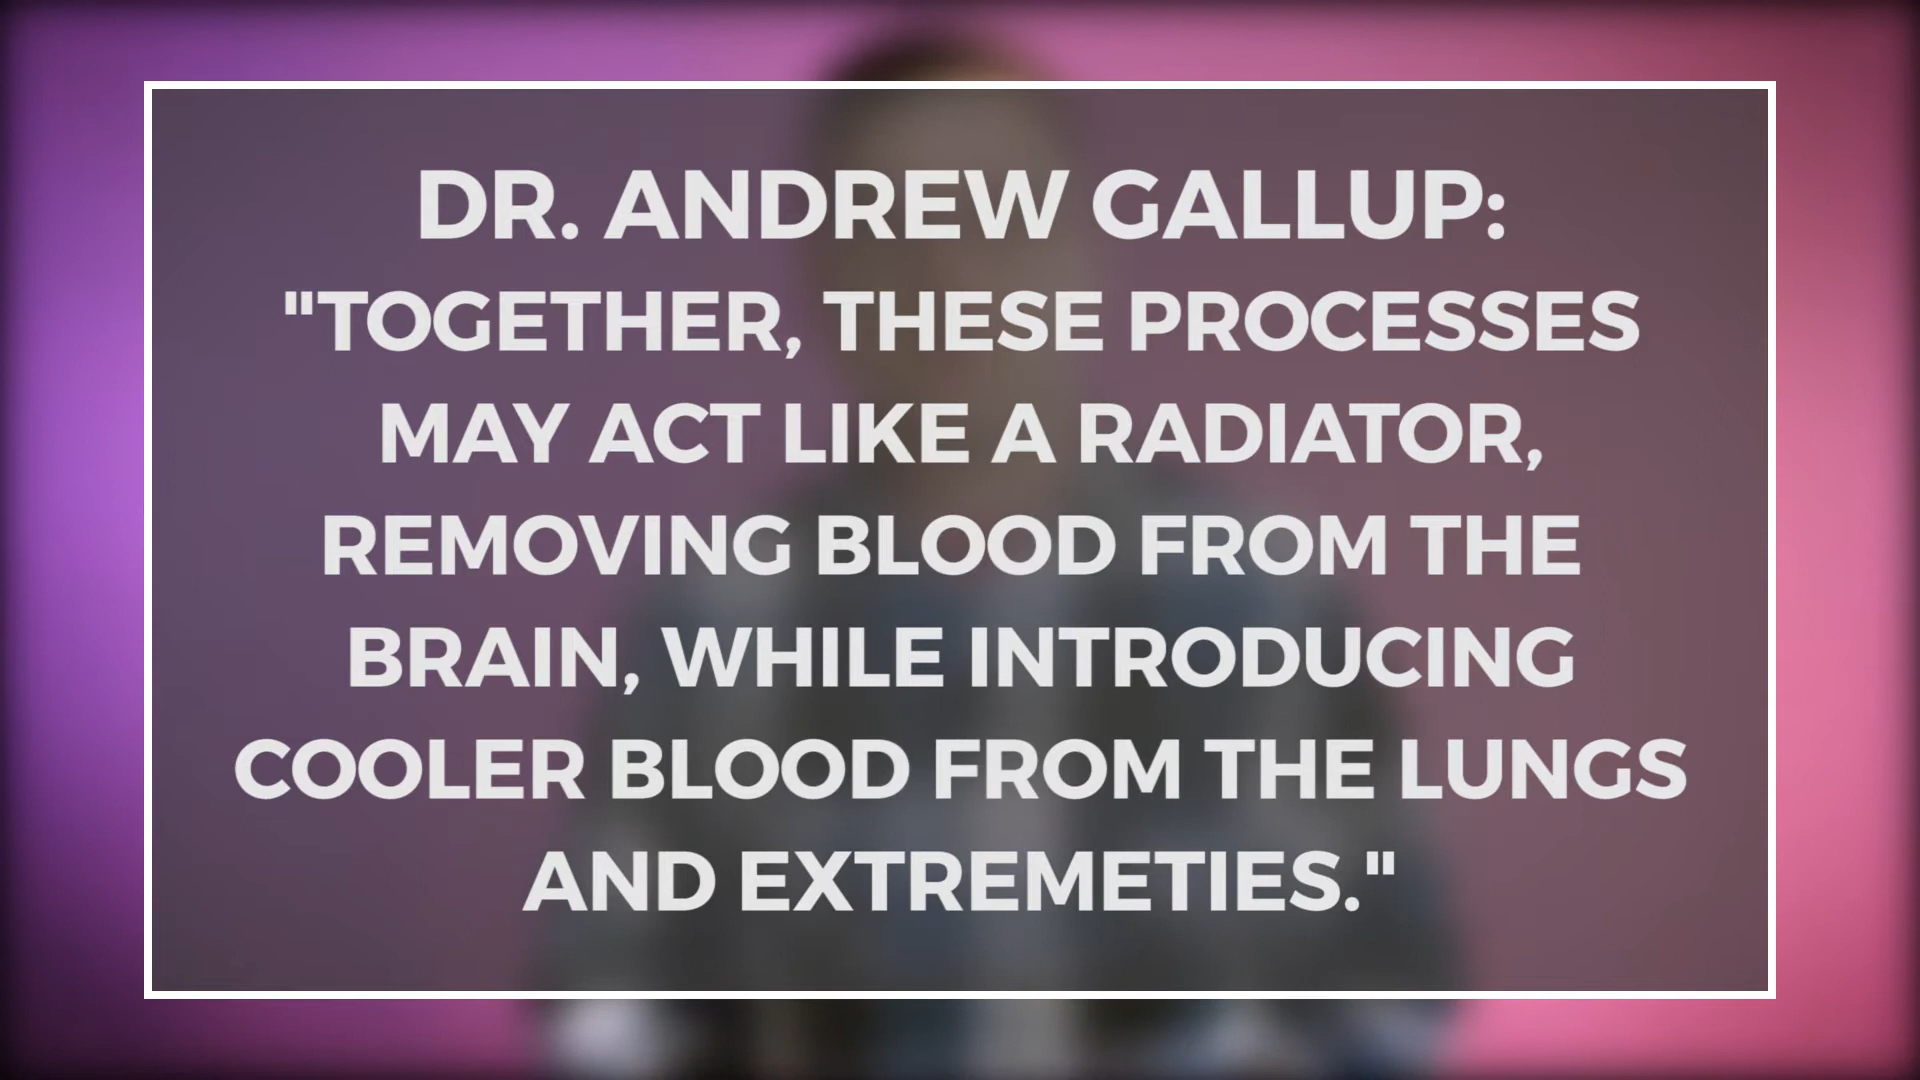 DR. ANDREW GALLUP:
"TOGETHER, THESE PROCESSES
MAY ACT LIKE A RADIATOR,
REMOVING BLOOD FROM THE
BRAIN, WHILE INTRODUCING
COOLER BLOOD FROM THE LUNGS
AND EXTREMETIES."